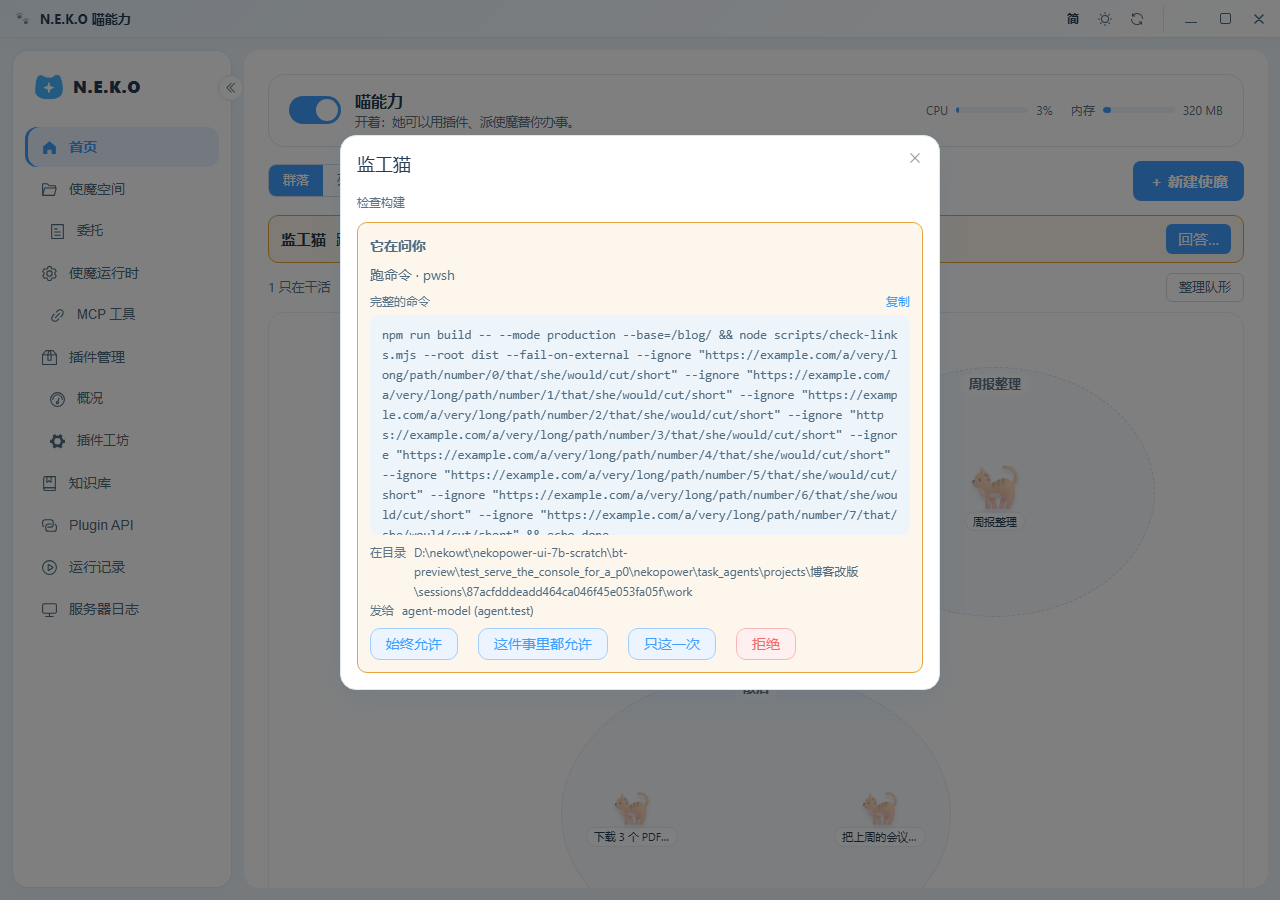 N.E.K.O 喵能力
简
N.E.K.O
首页
使魔空间
委托
使魔运行时
MCP 工具
插件管理
概况
插件工坊
知识库
Plugin API
运行记录
服务器日志
喵能力
开着：她可以用插件、派使魔替你办事。
CPU 3% 内存 320 MB
群落
+ 新建使魔
监工猫
回答...
1 只在干活
整理队形
监工猫
检查构建
它在问你
跑命令 · pwsh
完整的命令 复制
npm run build -- --mode production --base=/blog/ && node scripts/check-link
s.mjs --root dist --fail-on-external --ignore "https://example.com/a/very/l
ong/path/number/0/that/she/would/cut/short" --ignore "https://example.com/
a/very/long/path/number/1/that/she/would/cut/short" --ignore "https://examp
le.com/a/very/long/path/number/2/that/she/would/cut/short" --ignore "http
s://example.com/a/very/long/path/number/3/that/she/would/cut/short" --ignor
e "https://example.com/a/very/long/path/number/4/that/she/would/cut/short"
--ignore "https://example.com/a/very/long/path/number/5/that/she/would/cut/
short" --ignore "https://example.com/a/very/long/path/number/6/that/she/wou
ld/cut/short" --ignore "https://example.com/a/very/long/path/number/7/that/
she/would/cut/short" && echo done
在目录 D:\nekowt\nekopower-ui-7b-scratch\bt-
preview\test_serve_the_console_for_a_p0\nekopower\task_agents\projects\博客改版
\sessions\87acfdddeadd464ca046f45e053fa05f\work
发给 agent-model (agent.test)
始终允许
这件事里都允许
只这一次
拒绝
周报整理
周报整理
下载 3 个 PDF...
把上周的会议...